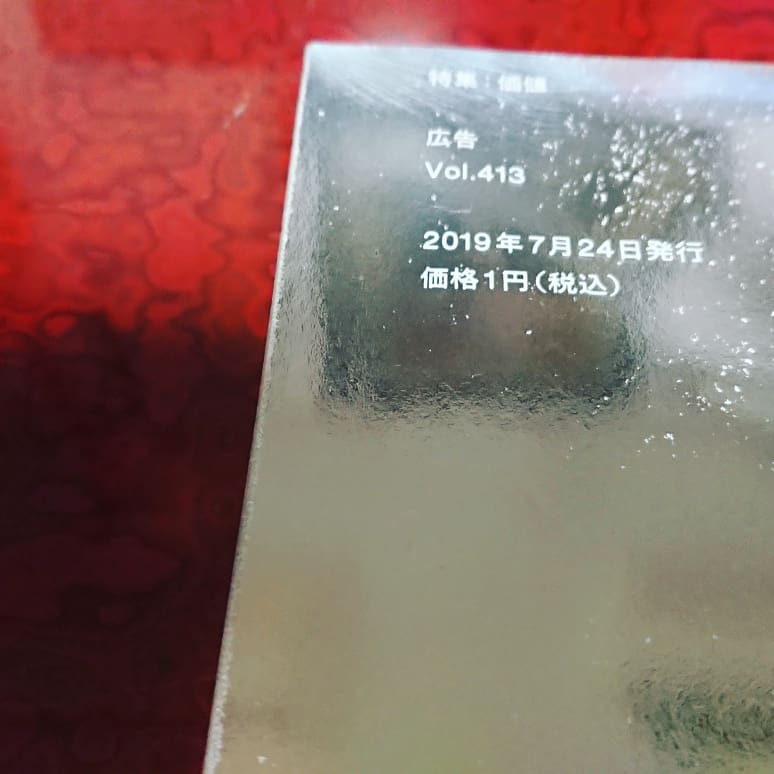 特集：価値
広告
Vol.413
2019年7月24日発行
価格1円（税込）